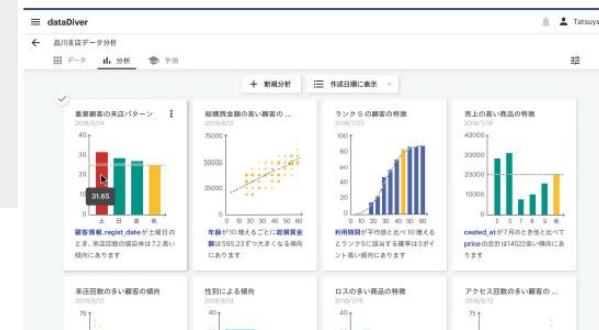 dataDiver
Tatsuya
品川支店データ分析
データ
分析
予測
+ 新規分析
作成日順に表示
重要顧客の来店パターン
2018/8/14
40
30
20
10
0
31.65
土 日 金 他
顧客情報.regist_dateが土曜日の
とき、来店回数の値自体は7.2高い
傾向にあります
総購買金額の高い顧客の ...
2018/8/12
75000
50000
25000
0 10 20 30 40 50 60
年齢が10増えるごとに総購買金
額は595.23ずつ大きくなる傾向
にあります
ランク S の顧客の特徴
2018/7/25
100
80
60
40
20
0
0 10 20 30 40 50 60
利用期間が平均値と比べ10増える
とランクSに該当する確率は3ポイ
ント高い傾向にあります
売上の高い商品の特徴
2018/7/19
40000
30000
20000
10000
0
2 3 7 8 9 他
created_atが7月のとき他と比べて
priceの合計は14522高い傾向にあ
ります
来店回数の多い顧客の傾向
2018/8/12
75
性別による傾向
2018/8/14
40
ロスの多い商品の特徴
2018/7/18
40
アクセス回数の多い顧客の...
2018/8/12
75